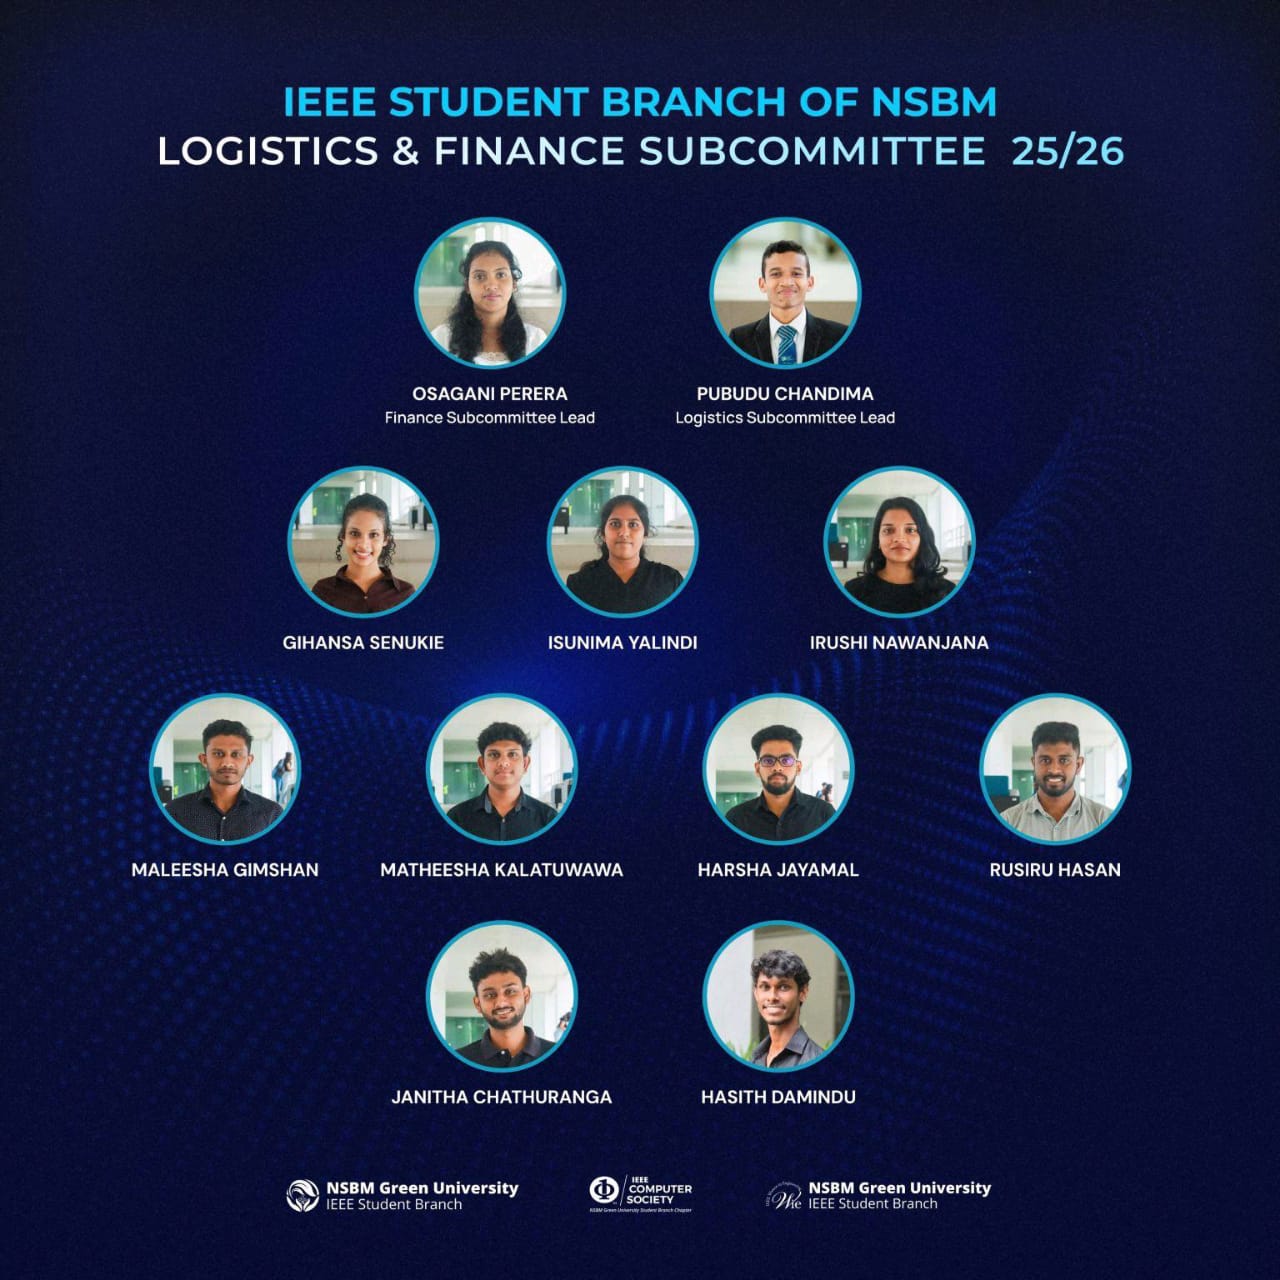 IEEE STUDENT BRANCH OF NSBM
LOGISTICS & FINANCE SUBCOMMITTEE 25/26
OSAGANI PERERA
Finance Subcommittee Lead
PUBUDU CHANDIMA
Logistics Subcommittee Lead
GIHANSA SENUKIE
ISUNIMA YALINDI
IRUSHI NAWANJANA
MALEESHA GIMSHAN
MATHEESHA KALATUWAWA
HARSHA JAYAMAL
RUSIRU HASAN
JANITHA CHATHURANGA
HASITH DAMINDU
NSBM Green University
IEEE Student Branch
IEEE
COMPUTER
SOCIETY
NSBM Green University Student Branch Chapter
Wie
NSBM Green University
IEEE Student Branch